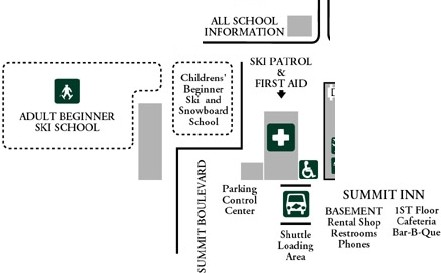 ALL SCHOOL
INFORMATION
SKI PATROL
&
FIRST AID
Childrens'
Beginner
Ski and
Snowboard
School
ADULT BEGINNER
SKI SCHOOL
SUMMIT BOULEVARD
Parking
Control
Center
Shuttle
Loading
Area
SUMMIT INN
BASEMENT
Rental Shop
Restrooms
Phones
1ST Floor
Cafeteria
Bar-B-Que